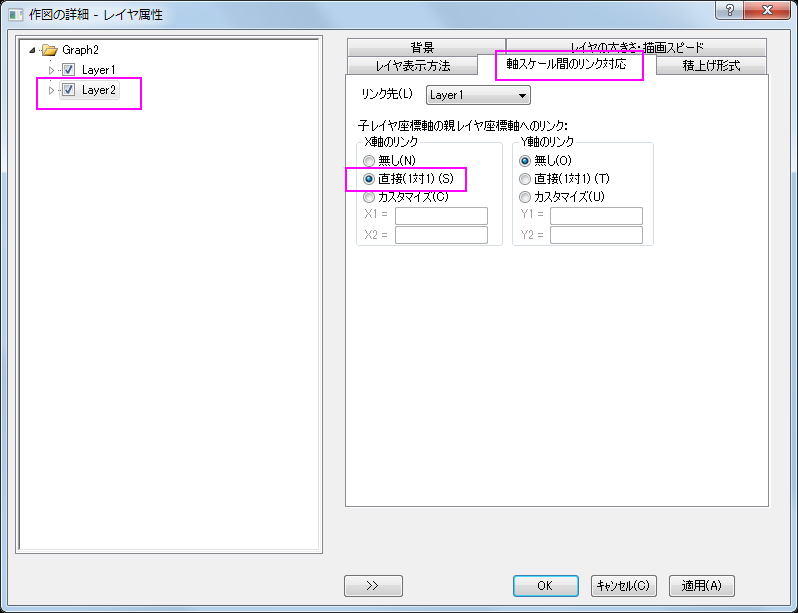 作図の詳細 - レイヤ属性
Graph2
Layer1
Layer2
背景
レイヤの大きさ・描画スピード
レイヤ表示方法
軸スケール間のリンク対応
積上げ形式
リンク先(L)
Layer1
子レイヤ座標軸の親レイヤ座標軸へのリンク:
X軸のリンク
無し(N)
直接(1対1) (S)
カスタマイズ(C)
X1 =
X2 =
Y軸のリンク
無し(O)
直接(1対1) (T)
カスタマイズ(U)
Y1 =
Y2 =
>>
OK
キャンセル(C)
適用(A)